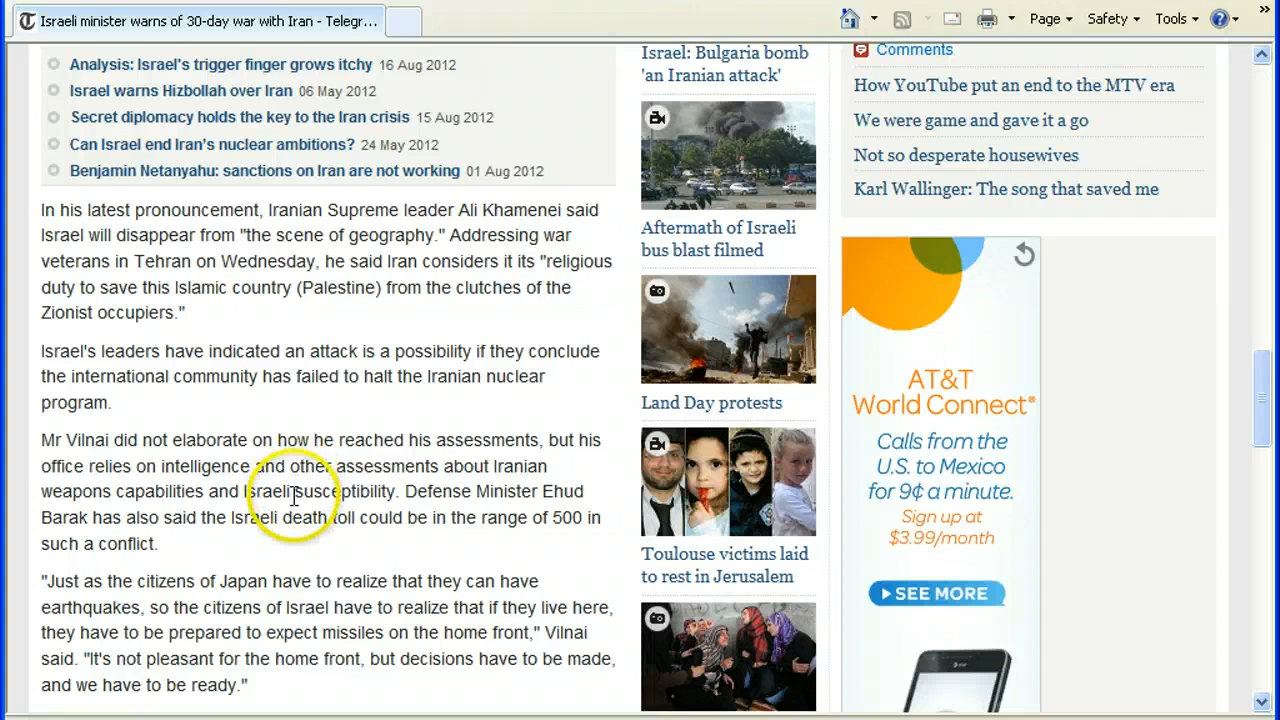 Israeli minister warns of 30-day war with Iran - Telegr...
Page
Safety
Tools
Analysis: Israel's trigger finger grows itchy 16 Aug 2012
Israel warns Hizbollah over Iran 06 May 2012
Secret diplomacy holds the key to the Iran crisis 15 Aug 2012
Can Israel end Iran's nuclear ambitions? 24 May 2012
Benjamin Netanyahu: sanctions on Iran are not working 01 Aug 2012
In his latest pronouncement, Iranian Supreme leader Ali Khamenei said
Israel will disappear from "the scene of geography." Addressing war
veterans in Tehran on Wednesday, he said Iran considers it its "religious
duty to save this Islamic country (Palestine) from the clutches of the
Zionist occupiers."
Israel's leaders have indicated an attack is a possibility if they conclude
the international community has failed to halt the Iranian nuclear
program.
Mr Vilnai did not elaborate on how he reached his assessments, but his
office relies on intelligence and other assessments about Iranian
weapons capabilities and Israeli susceptibility. Defense Minister Ehud
Barak has also said the Israeli death toll could be in the range of 500 in
such a conflict.
"Just as the citizens of Japan have to realize that they can have
earthquakes, so the citizens of Israel have to realize that if they live here,
they have to be prepared to expect missiles on the home front," Vilnai
said. "It's not pleasant for the home front, but decisions have to be made,
and we have to be ready."
Israel: Bulgaria bomb
'an Iranian attack'
Aftermath of Israeli
bus blast filmed
Land Day protests
Toulouse victims laid
to rest in Jerusalem
Comments
How YouTube put an end to the MTV era
We were game and gave it a go
Not so desperate housewives
Karl Wallinger: The song that saved me
AT&T
World Connect®
Calls from the
U.S. to Mexico
for 9¢ a minute.
Sign up at
$3.99/month
SEE MORE